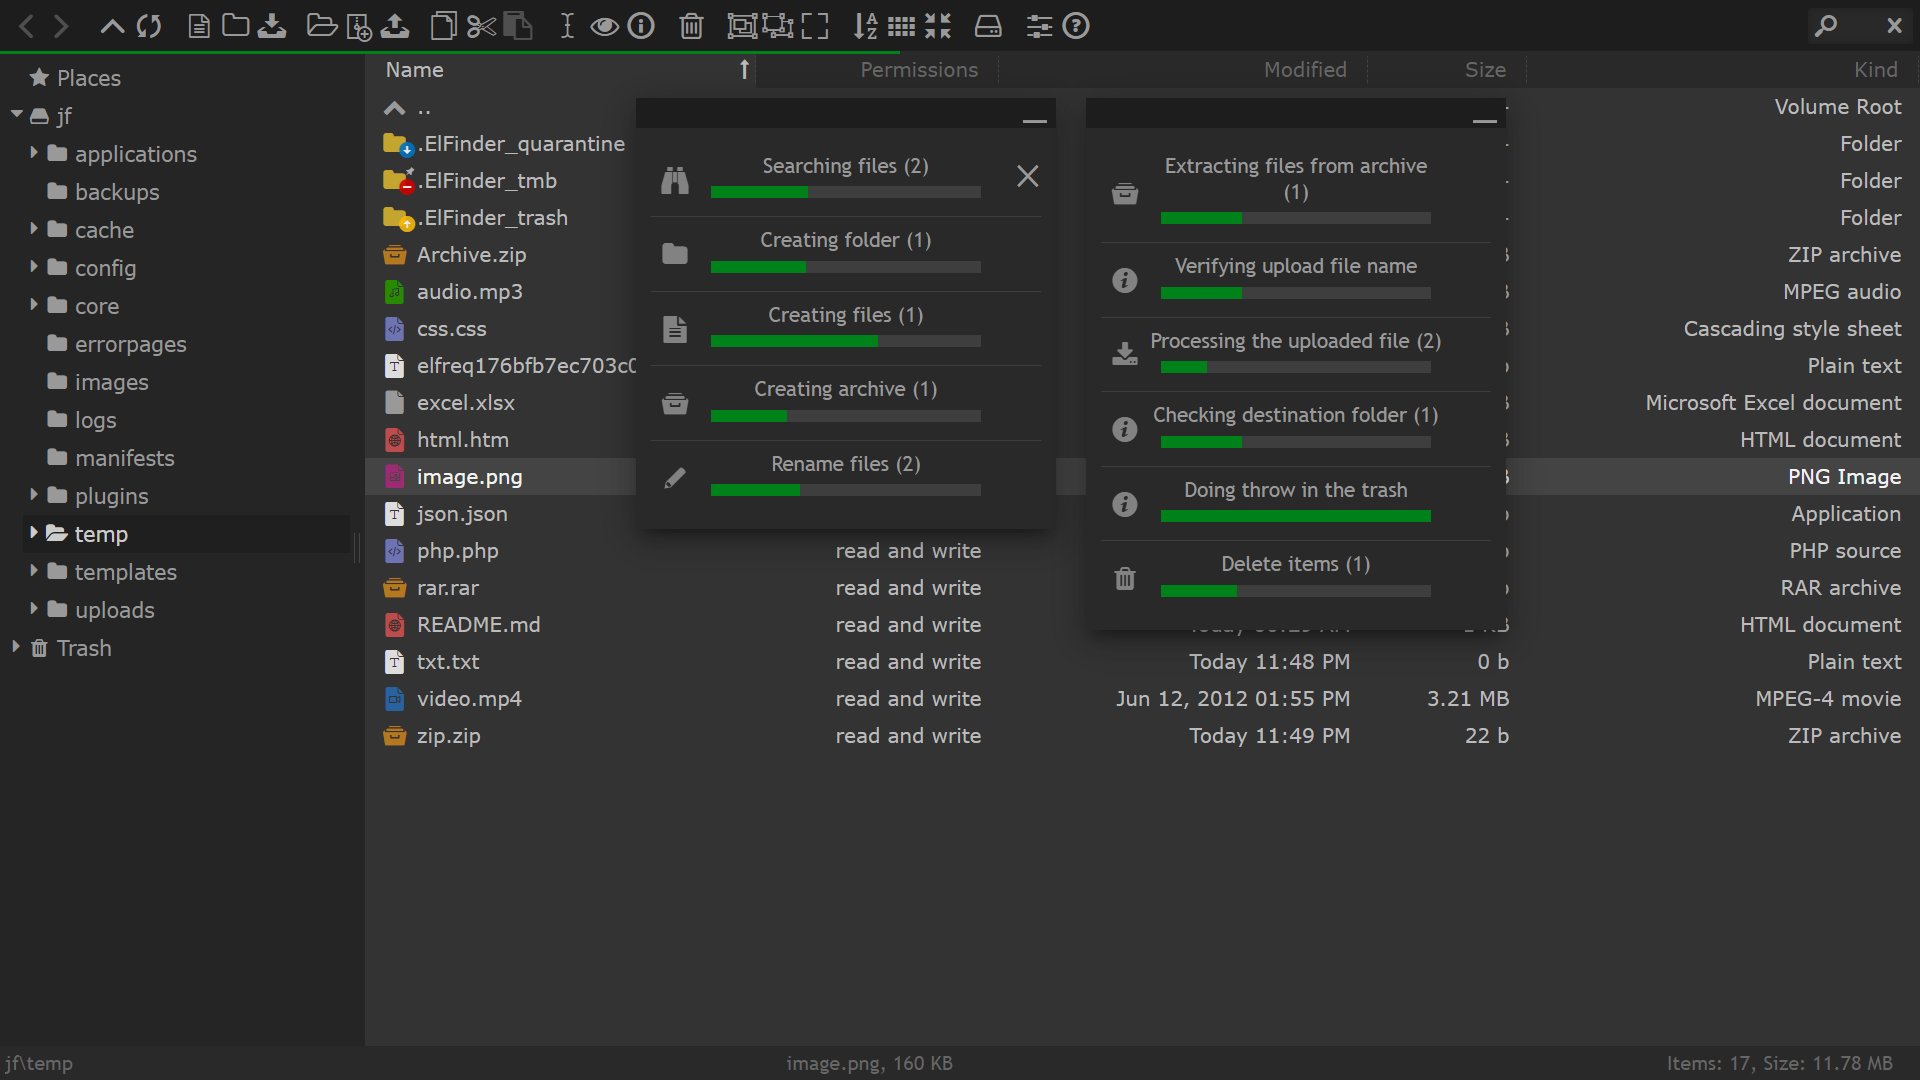 Places
jf
applications
backups
cache
config
core
errorpages
images
logs
manifests
plugins
temp
templates
uploads
Trash
Name Permissions Modified Size Kind
.. Volume Root
.ElFinder_quarantine Folder
.ElFinder_tmb Folder
.ElFinder_trash Folder
Archive.zip ZIP archive
audio.mp3 MPEG audio
css.css Cascading style sheet
elfreq176bfb7ec703c0 Plain text
excel.xlsx Microsoft Excel document
html.htm HTML document
image.png PNG Image
json.json Application
php.php read and write PHP source
rar.rar read and write RAR archive
README.md read and write HTML document
txt.txt read and write Today 11:48 PM 0 b Plain text
video.mp4 read and write Jun 12, 2012 01:55 PM 3.21 MB MPEG-4 movie
zip.zip read and write Today 11:49 PM 22 b ZIP archive
Searching files (2)
Creating folder (1)
Creating files (1)
Creating archive (1)
Rename files (2)
Extracting files from archive
(1)
Verifying upload file name
Processing the uploaded file (2)
Checking destination folder (1)
Doing throw in the trash
Delete items (1)
jf\temp
image.png, 160 KB
Items: 17, Size: 11.78 MB